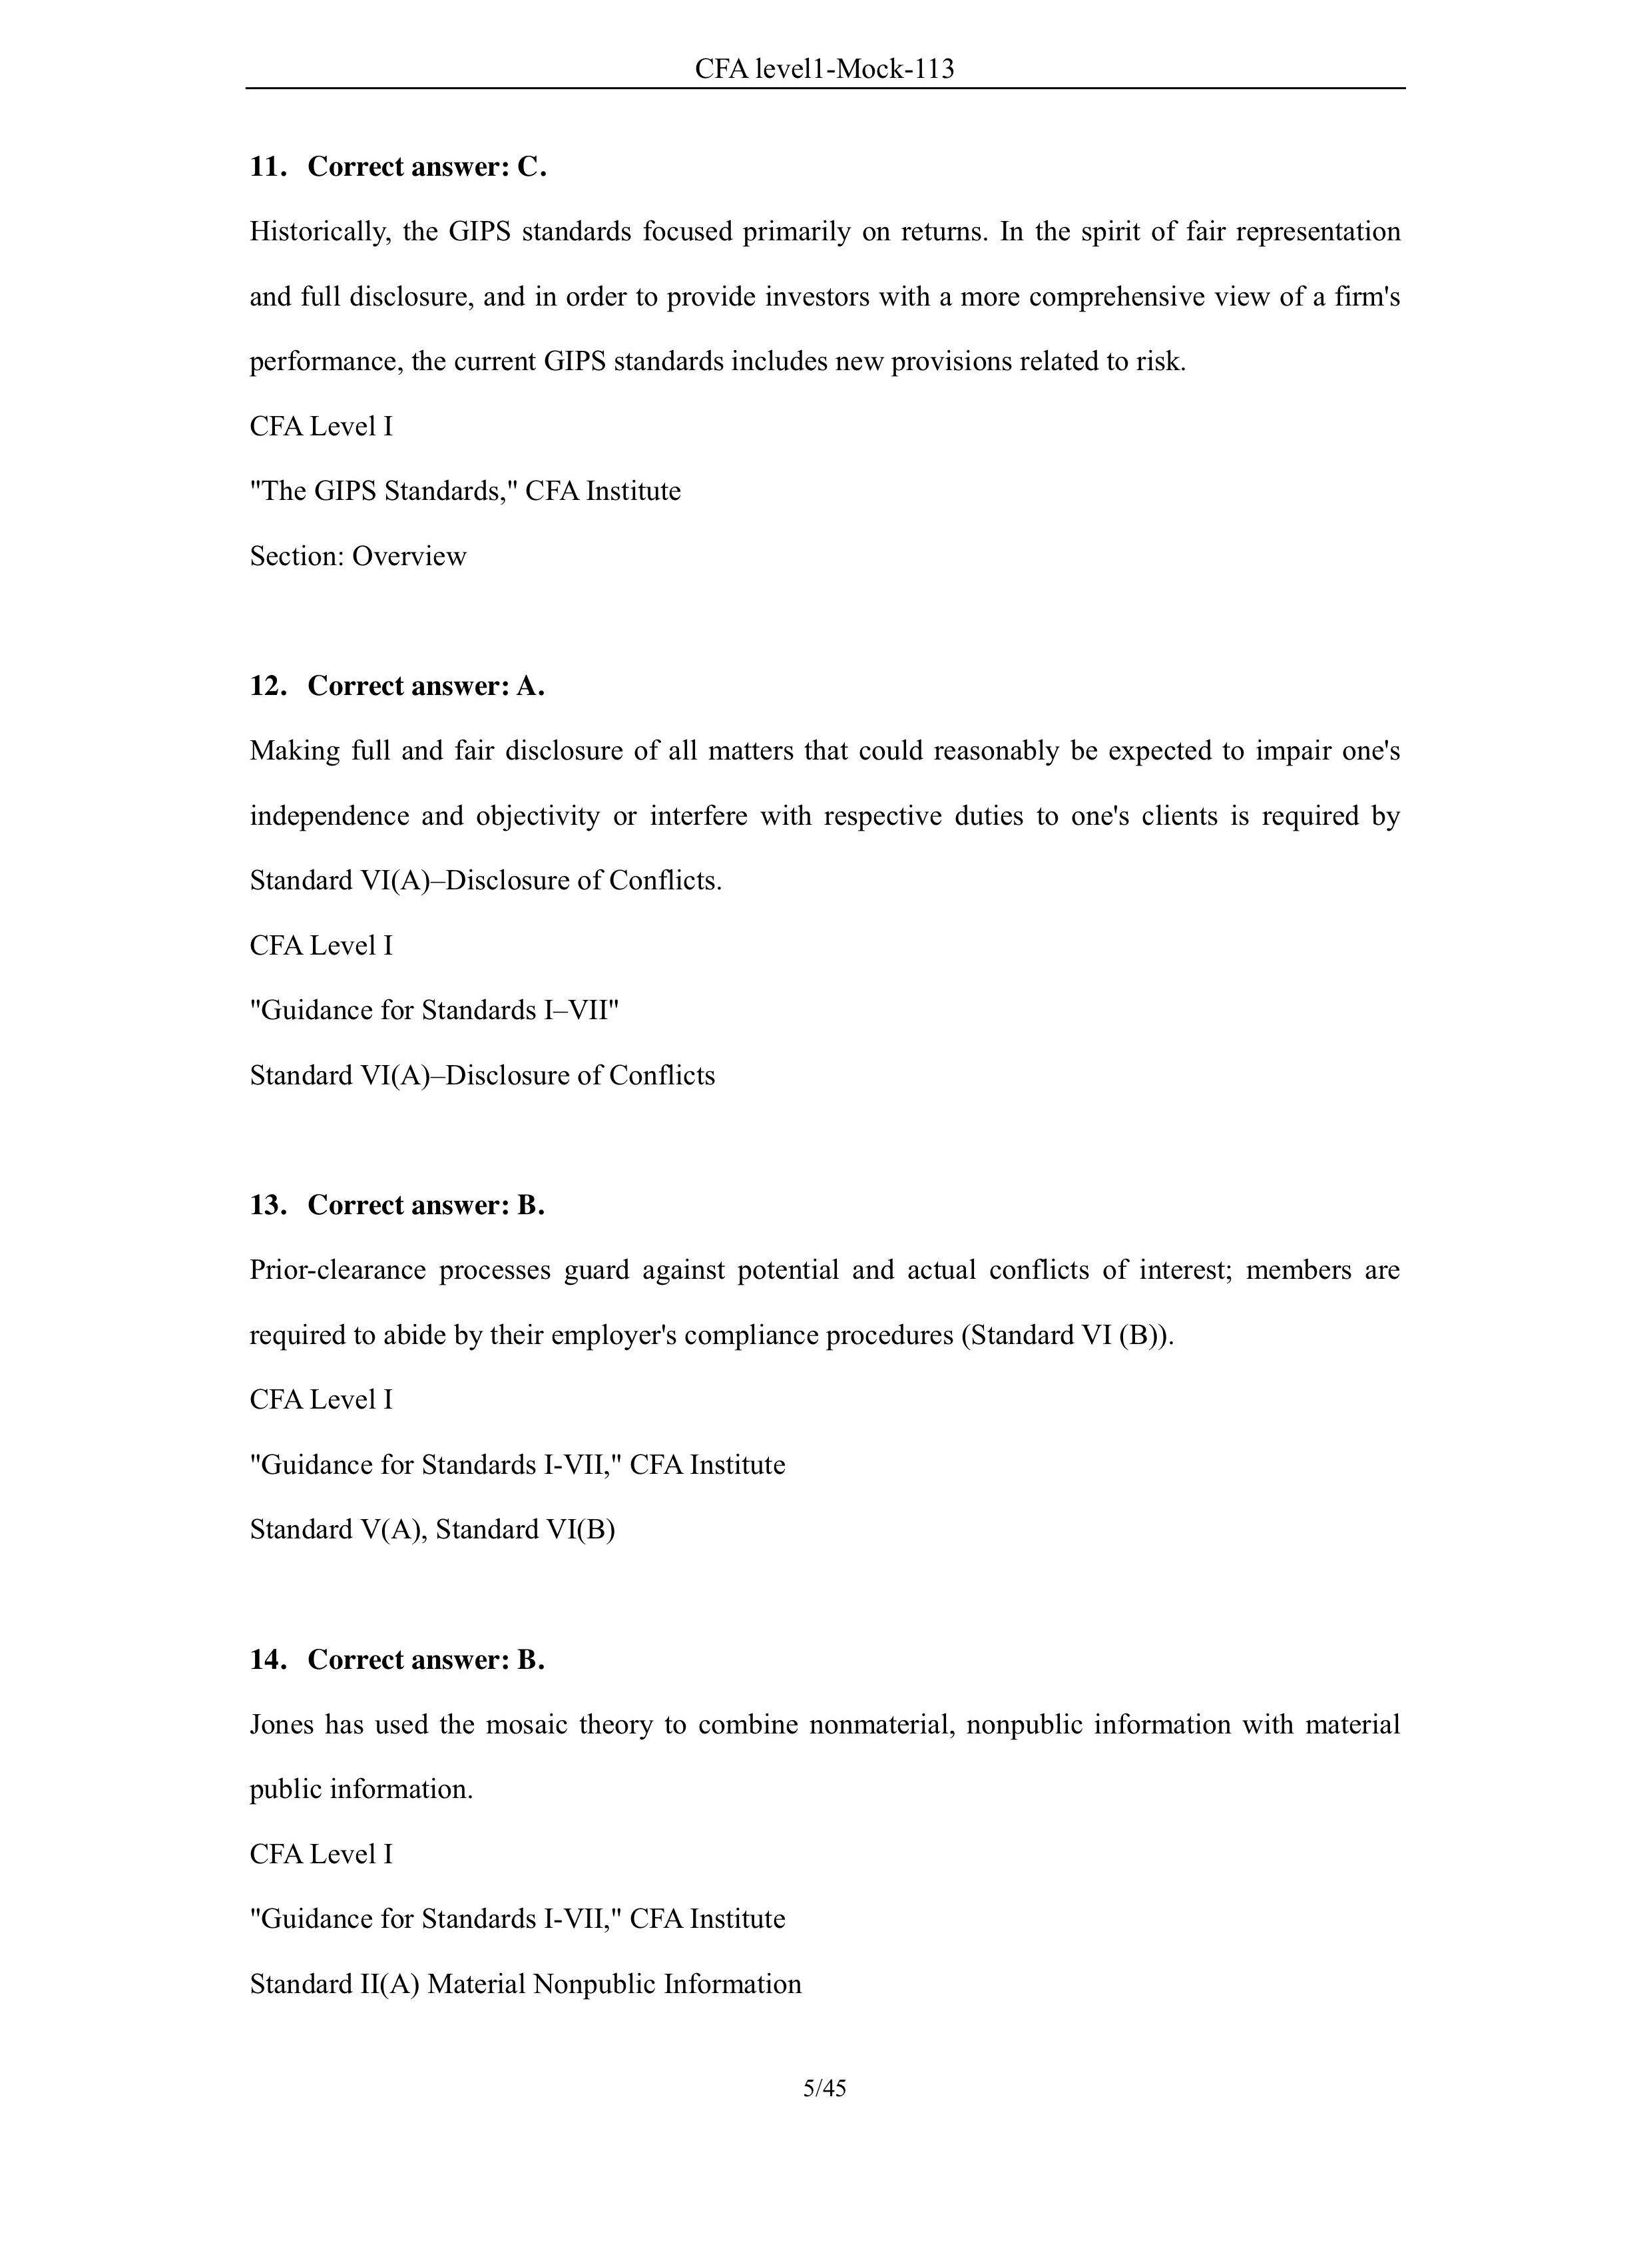 CFA level1-Mock-113
11. Correct answer: C.
Historically, the GIPS standards focused primarily on returns. In the spirit of fair representation
and full disclosure, and in order to provide investors with a more comprehensive view of a firm's
performance, the current GIPS standards includes new provisions related to risk.
CFA Level I
"The GIPS Standards," CFA Institute
Section: Overview
12. Correct answer: A.
Making full and fair disclosure of all matters that could reasonably be expected to impair one's
independence and objectivity or interfere with respective duties to one's clients is required by
Standard VI(A)–Disclosure of Conflicts.
CFA Level I
"Guidance for Standards I–VII"
Standard VI(A)–Disclosure of Conflicts
13. Correct answer: B.
Prior-clearance processes guard against potential and actual conflicts of interest; members are
required to abide by their employer's compliance procedures (Standard VI (B)).
CFA Level I
"Guidance for Standards I-VII," CFA Institute
Standard V(A), Standard VI(B)
14. Correct answer: B.
Jones has used the mosaic theory to combine nonmaterial, nonpublic information with material
public information.
CFA Level I
"Guidance for Standards I-VII," CFA Institute
Standard II(A) Material Nonpublic Information
5/45